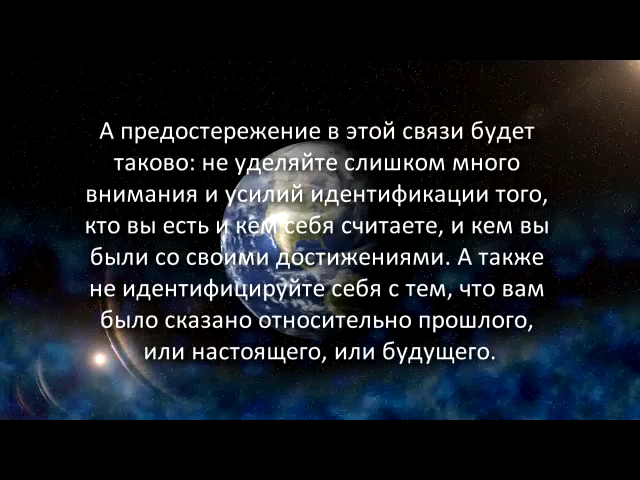 А предостережение в этой связи будет
таково: не уделяйте слишком много
внимания и усилий идентификации того,
кто вы есть и кем себя считаете, и кем вы
были со своими достижениями. А также
не идентифицируйте себя с тем, что вам
было сказано относительно прошлого,
или настоящего, или будущего.